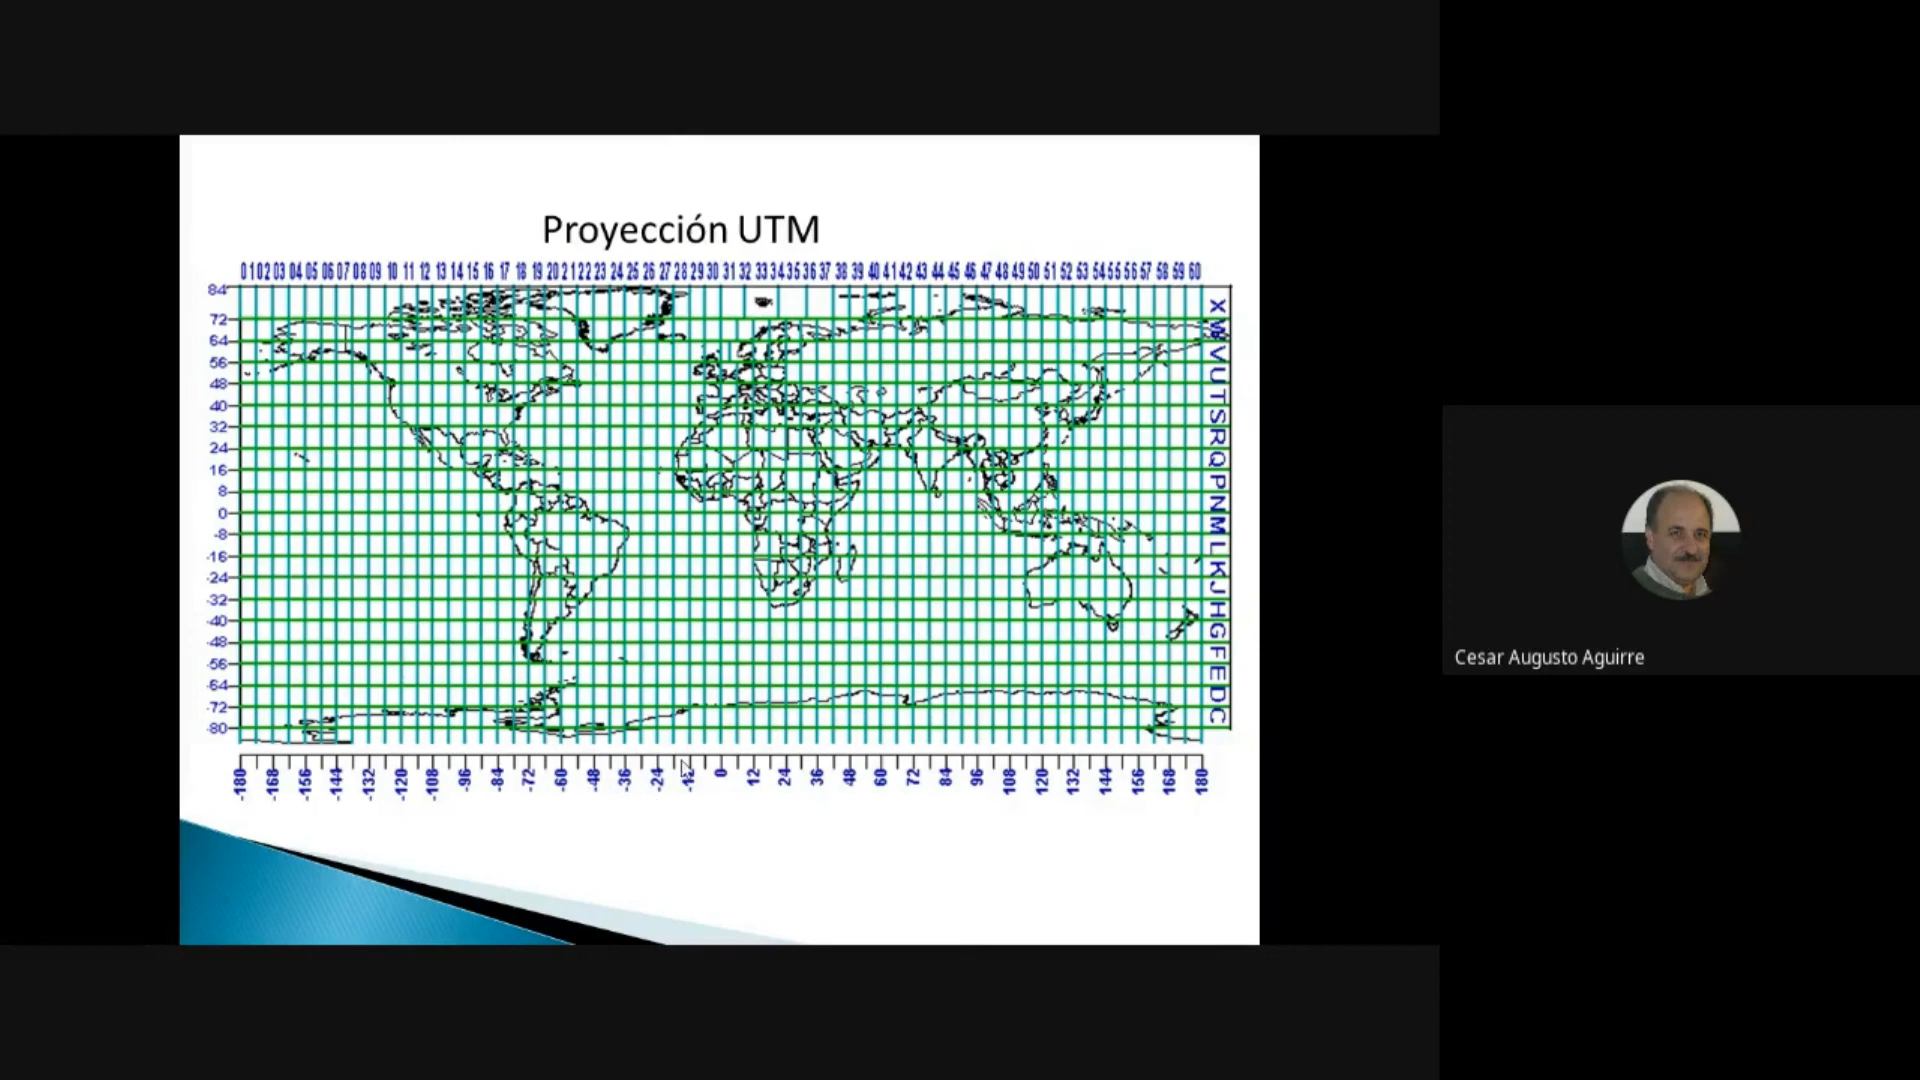 Proyección UTM
01 02 03 04 05 06 07 08 09 10 11 12 13 14 15 16 17 18 19 20 21 22 23 24 25 26 27 28 29 30 31 32 33 34 35 36 37 38 39 40 41 42 43 44 45 46 47 48 49 50 51 52 53 54 55 56 57 58 59 60
84
72
64
56
48
40
32
24
16
8
0
-8
-16
-24
-32
-40
-48
-56
-64
-72
-80
X
W
V
U
T
S
R
Q
P
N
M
L
K
J
H
G
F
E
D
C
-180 -168 -156 -144 -132 -120 -108 -96 -84 -72 -60 -48 -36 -24 -12 0 12 24 36 48 60 72 84 96 108 120 132 144 156 168 180
Cesar Augusto Aguirre